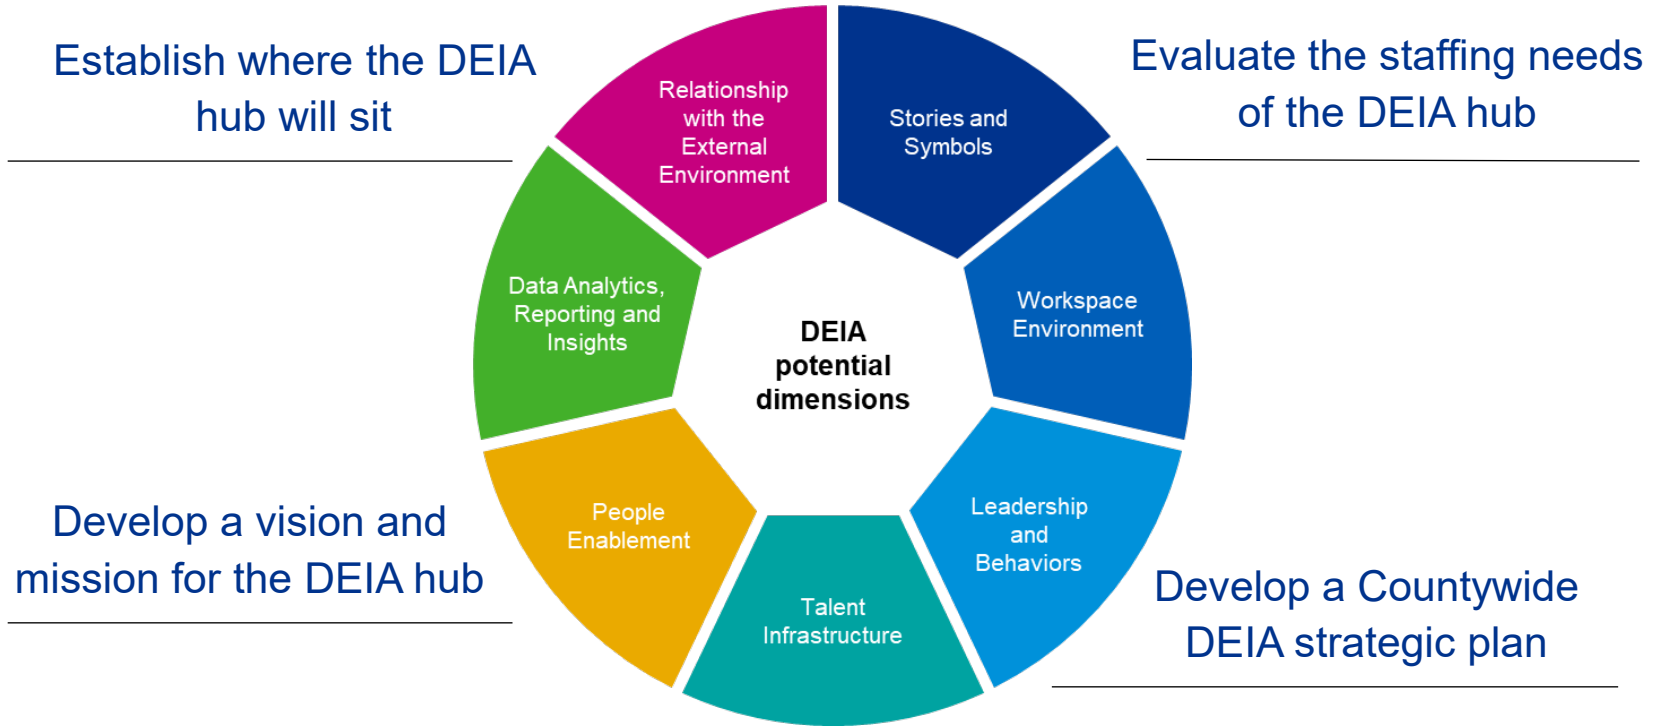 Establish where the DEIA
hub will sit
Evaluate the staffing needs
of the DEIA hub
Relationship
with the
External
Environment
Stories and
Symbols
Data Analytics,
Reporting and
Insights
Workspace
Environment
DEIA
potential
dimensions
People
Enablement
Leadership
and
Behaviors
Talent
Infrastructure
Develop a vision and
mission for the DEIA hub
Develop a Countywide
DEIA strategic plan